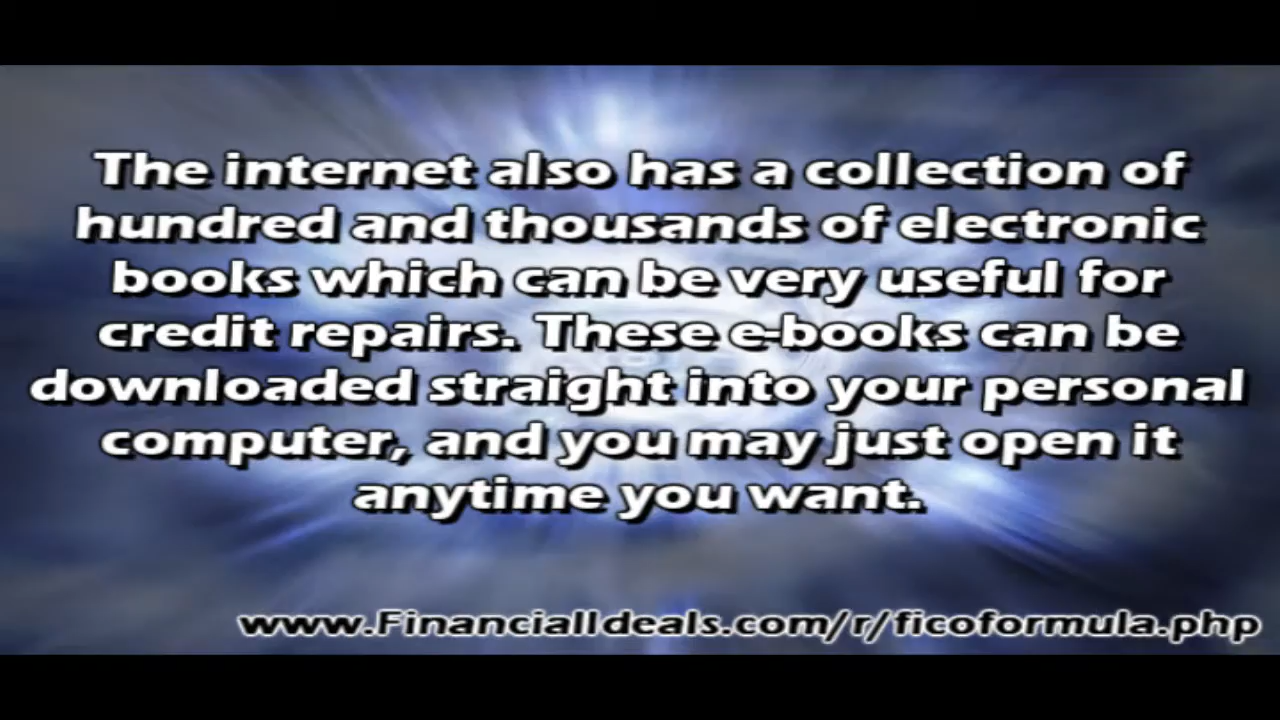 The internet also has a collection of
hundred and thousands of electronic
books which can be very useful for
credit repairs. These e-books can be
downloaded straight into your personal
computer, and you may just open it
anytime you want.
www.FinancialIdeals.com/r/ficoformula.php